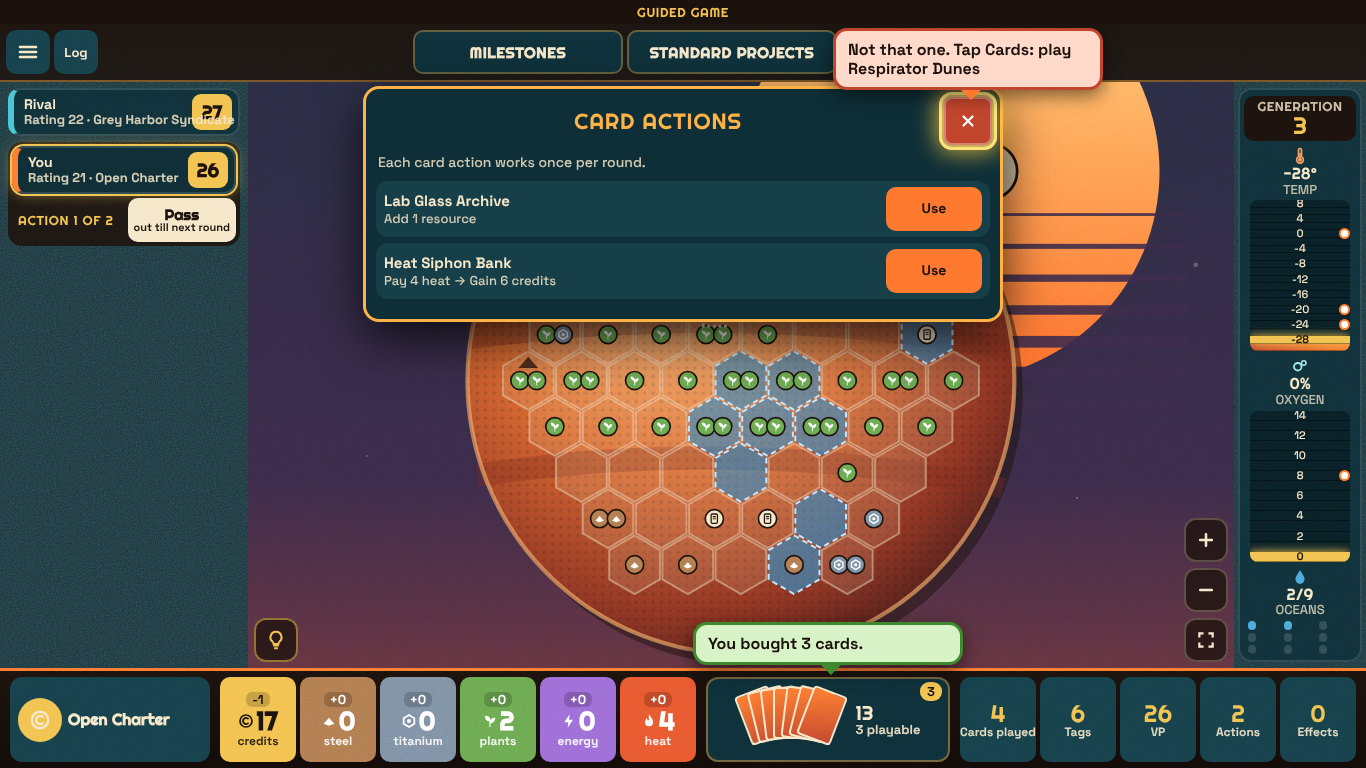 GUIDED GAME
Log
MILESTONES
STANDARD PROJECTS
Not that one. Tap Cards: play
Respirator Dunes
Rival
Rating 22 · Grey Harbor Syndicate
27
You
Rating 21 · Open Charter
26
ACTION 1 OF 2
Pass
out till next round
CARD ACTIONS
Each card action works once per round.
Lab Glass Archive
Add 1 resource
Use
Heat Siphon Bank
Pay 4 heat → Gain 6 credits
Use
GENERATION
3
-28°
TEMP
8
4
0
-4
-8
-12
-16
-20
-24
-28
0%
OXYGEN
14
12
10
8
6
4
2
0
2/9
OCEANS
You bought 3 cards.
Open Charter
-1
17
credits
+0
0
steel
+0
0
titanium
+0
2
plants
+0
0
energy
+0
4
heat
3
13
3 playable
4
Cards played
6
Tags
26
VP
2
Actions
0
Effects